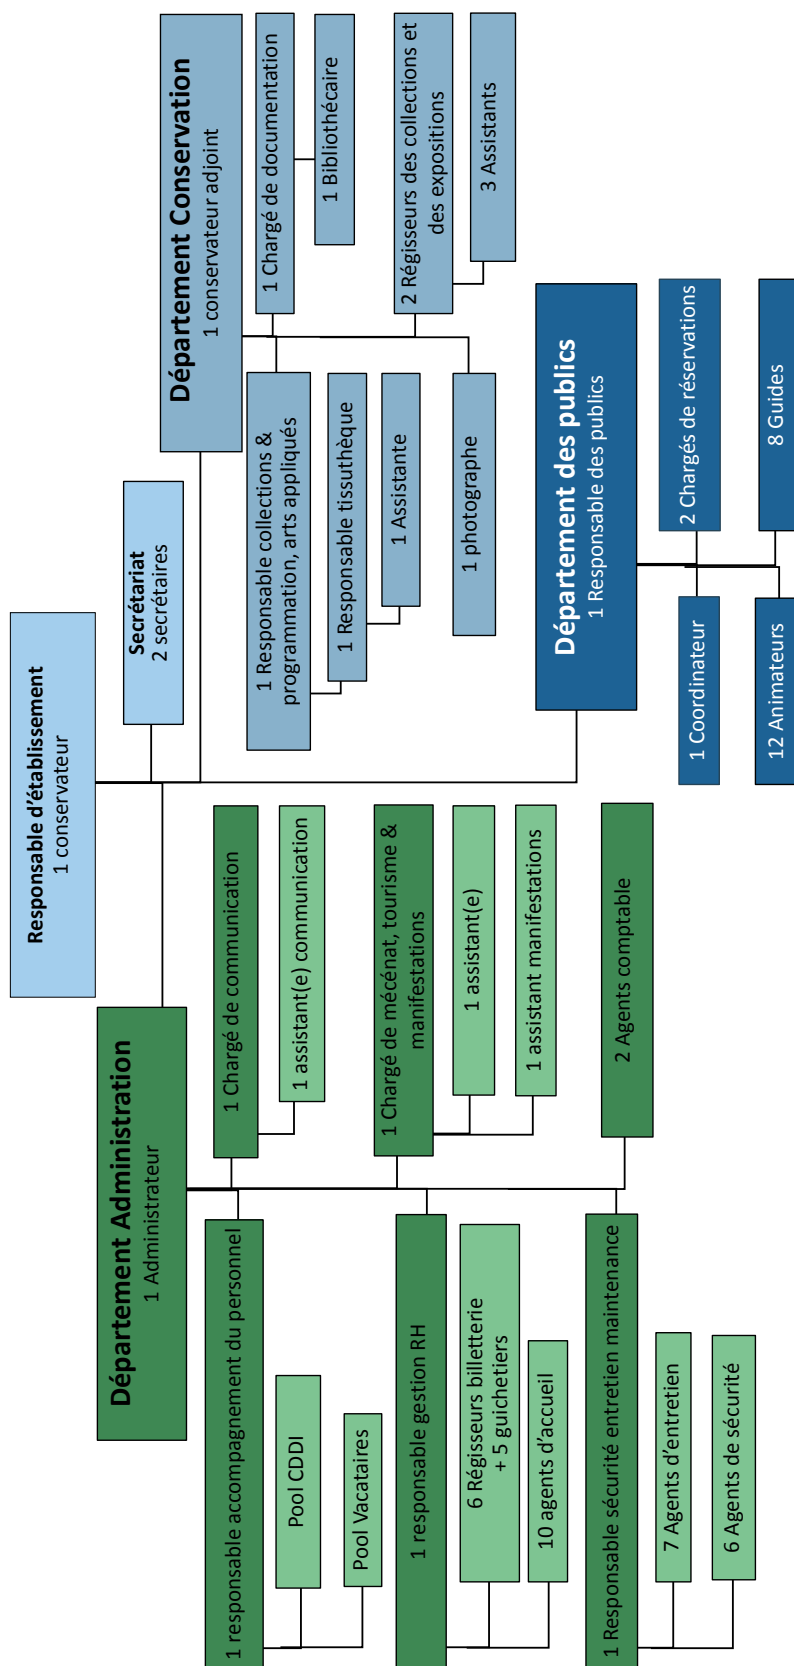 Responsable d'établissement
1 conservateur
Secrétariat
2 secrétaires
Département Administration
1 Administrateur
1 responsable accompagnement du personnel
Pool CDDI
Pool Vacataires
1 responsable gestion RH
6 Régisseurs billetterie
+ 5 guichetiers
10 agents d'accueil
1 Responsable sécurité entretien maintenance
7 Agents d'entretien
6 Agents de sécurité
1 Chargé de communication
1 assistant(e) communication
1 Chargé de mécénat, tourisme &
manifestations
1 assistant(e)
1 assistant manifestations
2 Agents comptable
Département Conservation
1 conservateur adjoint
1 Responsable collections &
programmation, arts appliqués
1 Responsable tissuthèque
1 Assistante
1 photographe
1 Chargé de documentation
1 Bibliothécaire
2 Régisseurs des collections et
des expositions
3 Assistants
Département des publics
1 Responsable des publics
1 Coordinateur
2 Chargés de réservations
12 Animateurs
8 Guides